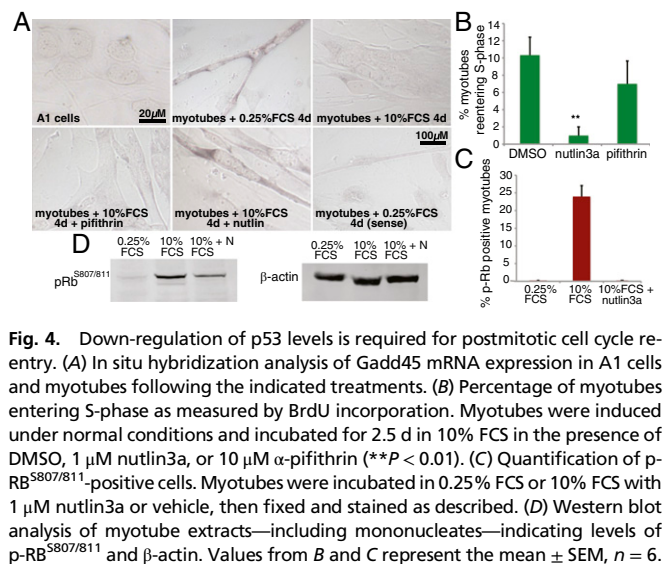 A
A1 cells
20µM
myotubes + 0.25%FCS 4d
myotubes + 10%FCS 4d
100µM
myotubes + 10%FCS
4d + pifithrin
myotubes + 10%FCS
4d + nutlin
myotubes + 0.25%FCS
4d (sense)
B
% myotubes
reentering S-phase
14
12
10
8
6
4
2
0
**
DMSO nutlin3a pifithrin
C
% p-Rb positive myotubes
30
25
20
15
10
5
0
0.25% 10% 10%FCS +
FCS FCS nutlin3a
D
0.25% 10% 10% + N
FCS FCS FCS
pRbS807/811
0.25% 10% 10% + N
FCS FCS FCS
β-actin
Fig. 4. Down-regulation of p53 levels is required for postmitotic cell cycle re-
entry. (A) In situ hybridization analysis of Gadd45 mRNA expression in A1 cells
and myotubes following the indicated treatments. (B) Percentage of myotubes
entering S-phase as measured by BrdU incorporation. Myotubes were induced
under normal conditions and incubated for 2.5 d in 10% FCS in the presence of
DMSO, 1 μM nutlin3a, or 10 μM α-pifithrin (**P < 0.01). (C) Quantification of p-
RBS807/811-positive cells. Myotubes were incubated in 0.25% FCS or 10% FCS with
1 μM nutlin3a or vehicle, then fixed and stained as described. (D) Western blot
analysis of myotube extracts—including mononucleates—indicating levels of
p-RBS807/811 and β-actin. Values from B and C represent the mean ± SEM, n = 6.